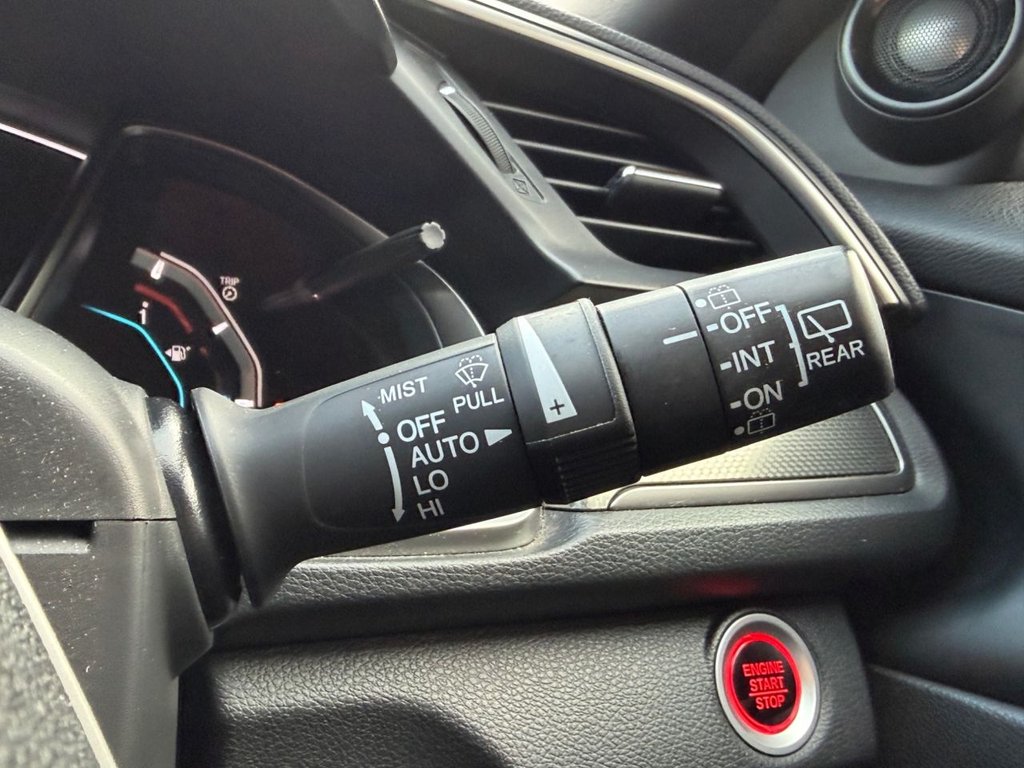 TRIP
i
MIST
OFF
AUTO
LO
HI
PULL
+
OFF
INT
ON
REAR
ENGINE
START
STOP